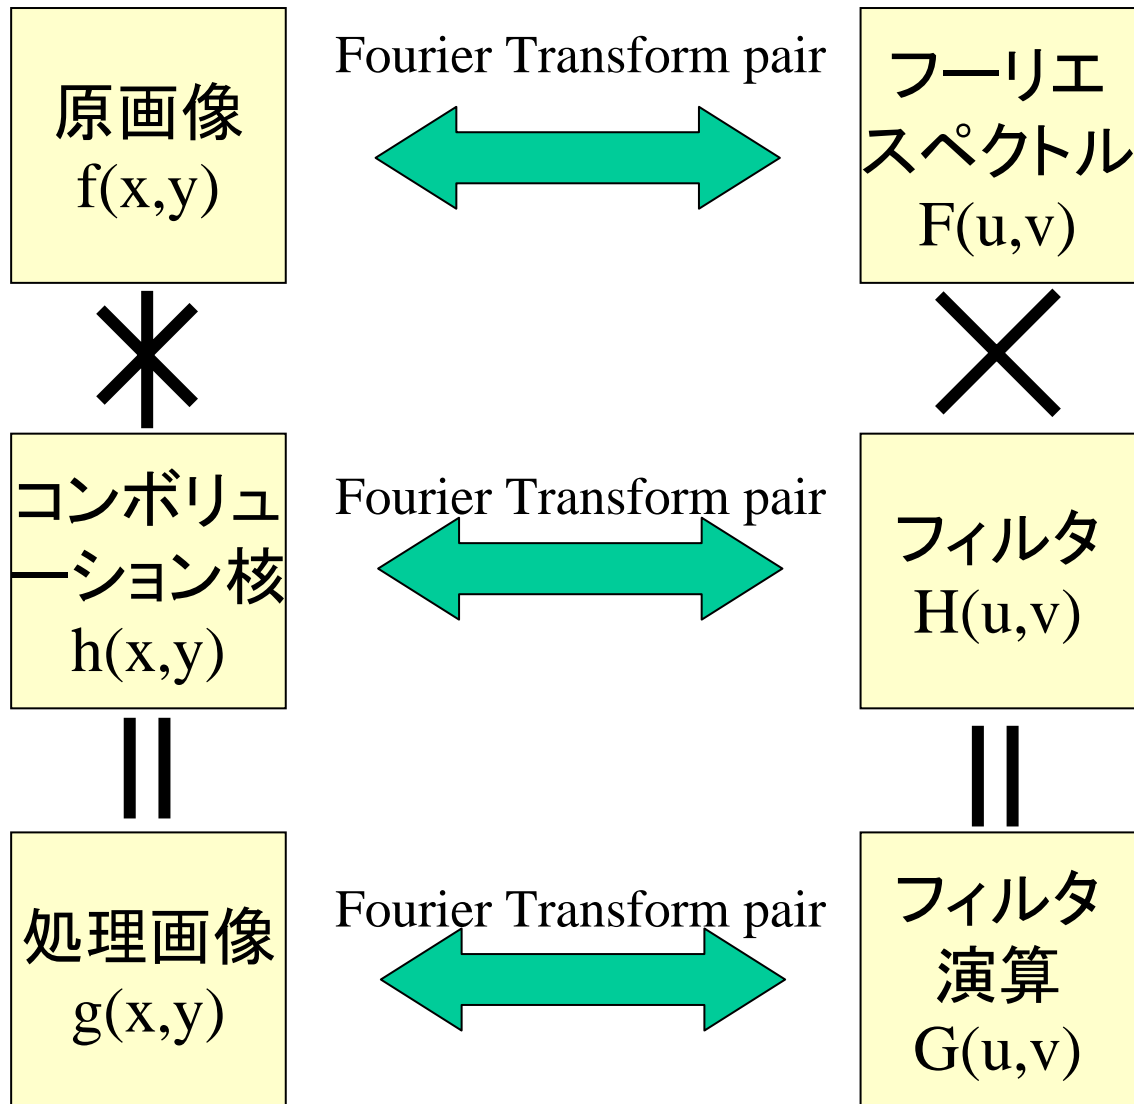 原画像
f(x,y)
Fourier Transform pair
フーリエ
スペクトル
F(u,v)
コンボリュ
ーション核
h(x,y)
Fourier Transform pair
フィルタ
H(u,v)
処理画像
g(x,y)
Fourier Transform pair
フィルタ
演算
G(u,v)